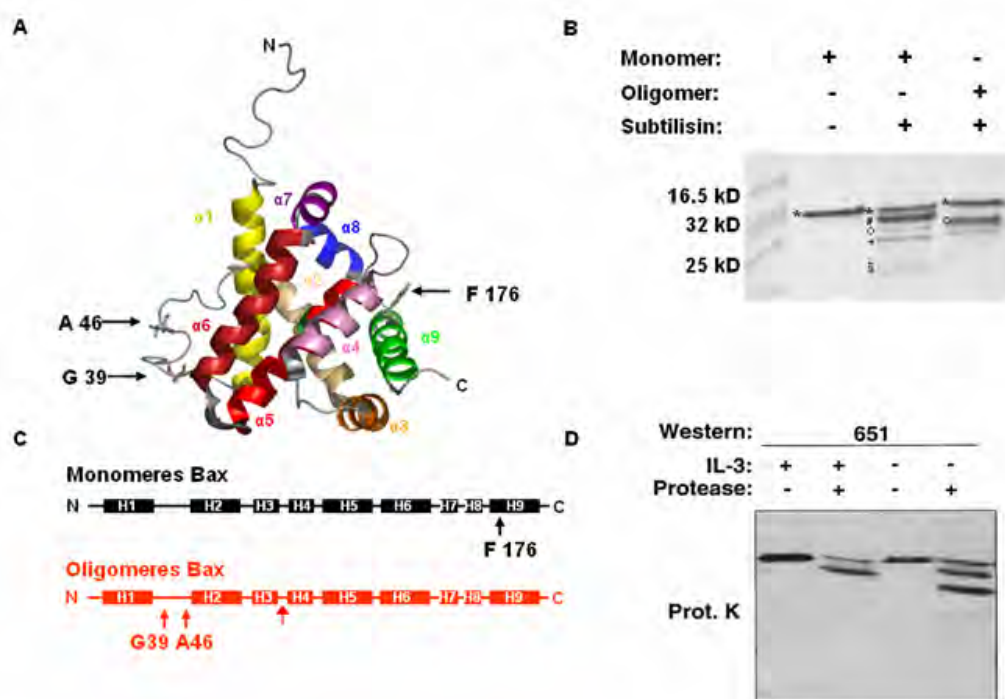 A
N
α7
α1
α8
α2
F 176
A 46
α6
α9
α4
G 39
C
α5
α3
B
Monomer: + + -
Oligomer: - - +
Subtilisin: - + +
16.5 kD
32 kD
25 kD
*
*
#
o
*
§
*
o
C
Monomeres Bax
N H1 H2 H3 H4 H5 H6 H7 H8 H9 C
F 176
Oligomeres Bax
N H1 H2 H3 H4 H5 H6 H7 H8 H9 C
G39 A46
D
Western: 651
IL-3: + + - -
Protease: - + - +
Prot. K